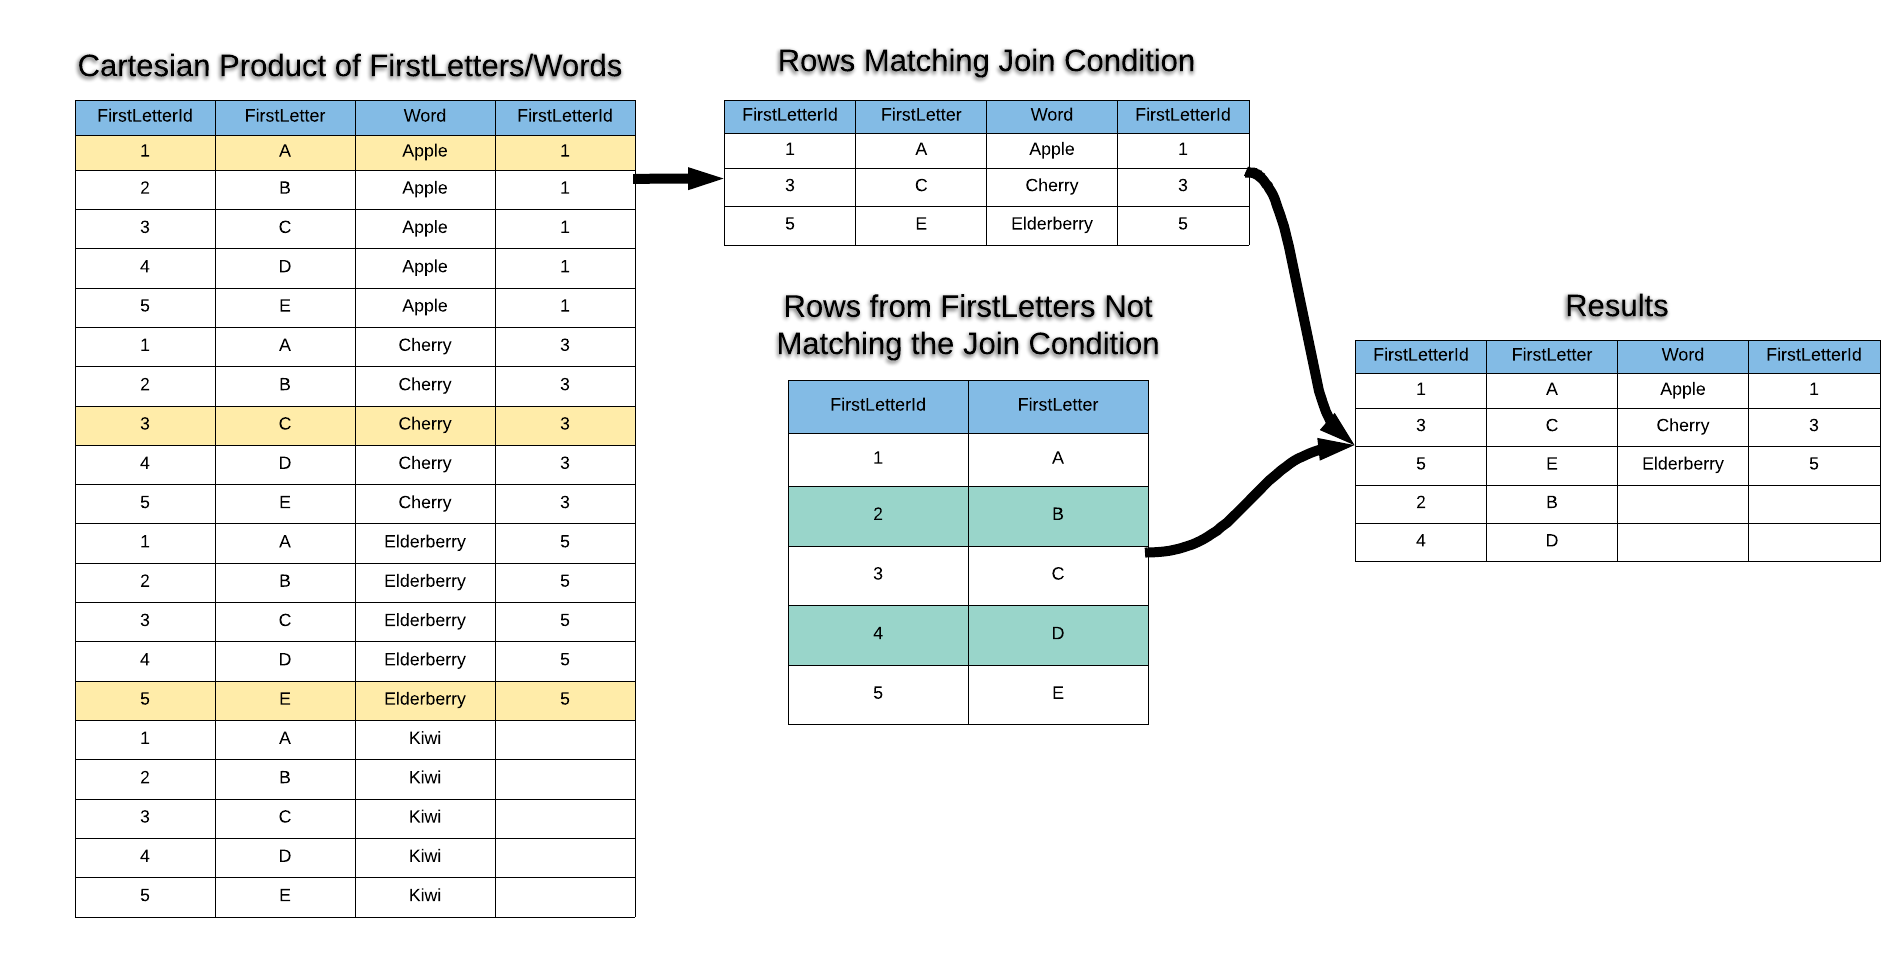 Cartesian Product of FirstLetters/Words
FirstLetterId FirstLetter Word FirstLetterId
1 A Apple 1
2 B Apple 1
3 C Apple 1
4 D Apple 1
5 E Apple 1
1 A Cherry 3
2 B Cherry 3
3 C Cherry 3
4 D Cherry 3
5 E Cherry 3
1 A Elderberry 5
2 B Elderberry 5
3 C Elderberry 5
4 D Elderberry 5
5 E Elderberry 5
1 A Kiwi
2 B Kiwi
3 C Kiwi
4 D Kiwi
5 E Kiwi
Rows Matching Join Condition
FirstLetterId FirstLetter Word FirstLetterId
1 A Apple 1
3 C Cherry 3
5 E Elderberry 5
Rows from FirstLetters Not
Matching the Join Condition
FirstLetterId FirstLetter
1 A
2 B
3 C
4 D
5 E
Results
FirstLetterId FirstLetter Word FirstLetterId
1 A Apple 1
3 C Cherry 3
5 E Elderberry 5
2 B
4 D